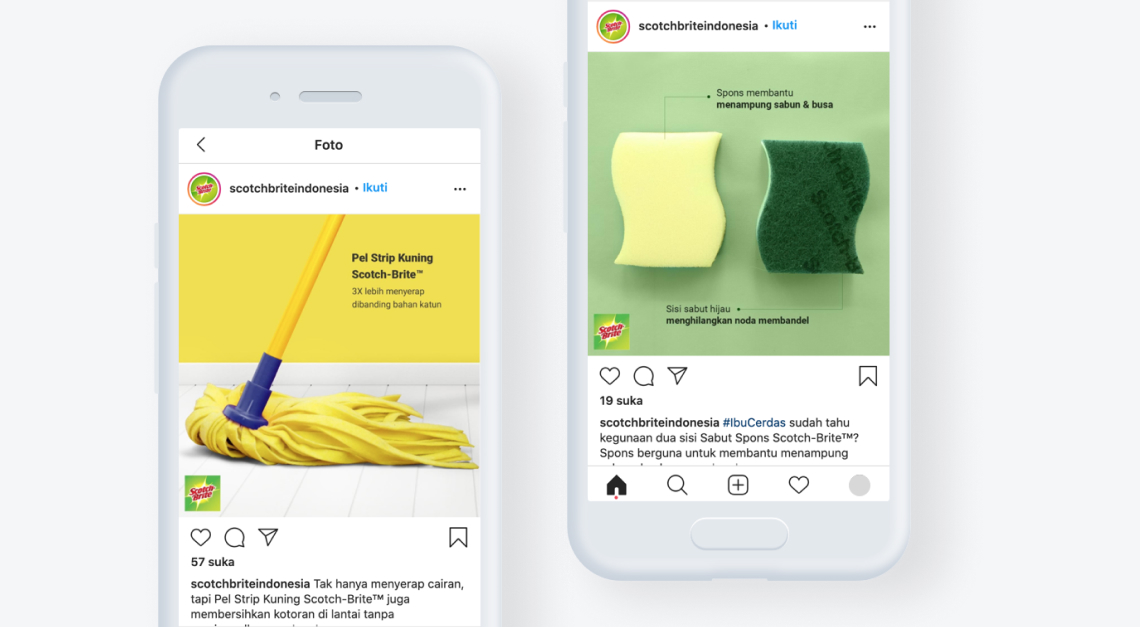 Foto
scotchbriteindonesia • Ikuti
Pel Strip Kuning
Scotch-Brite™
3X lebih menyerap
dibanding bahan katun
Scotch
Brite
57 suka
scotchbriteindonesia Tak hanya menyerap cairan,
tapi Pel Strip Kuning Scotch-Brite™ juga
membersihkan kotoran di lantai tanpa
scotchbriteindonesia • Ikuti
Spons membantu
menampung sabun & busa
Sisi sabut hijau
menghilangkan noda membandel
Scotch
Brite
19 suka
scotchbriteindonesia #IbuCerdas sudah tahu
kegunaan dua sisi Sabut Spons Scotch-Brite™?
Spons berguna untuk membantu menampung